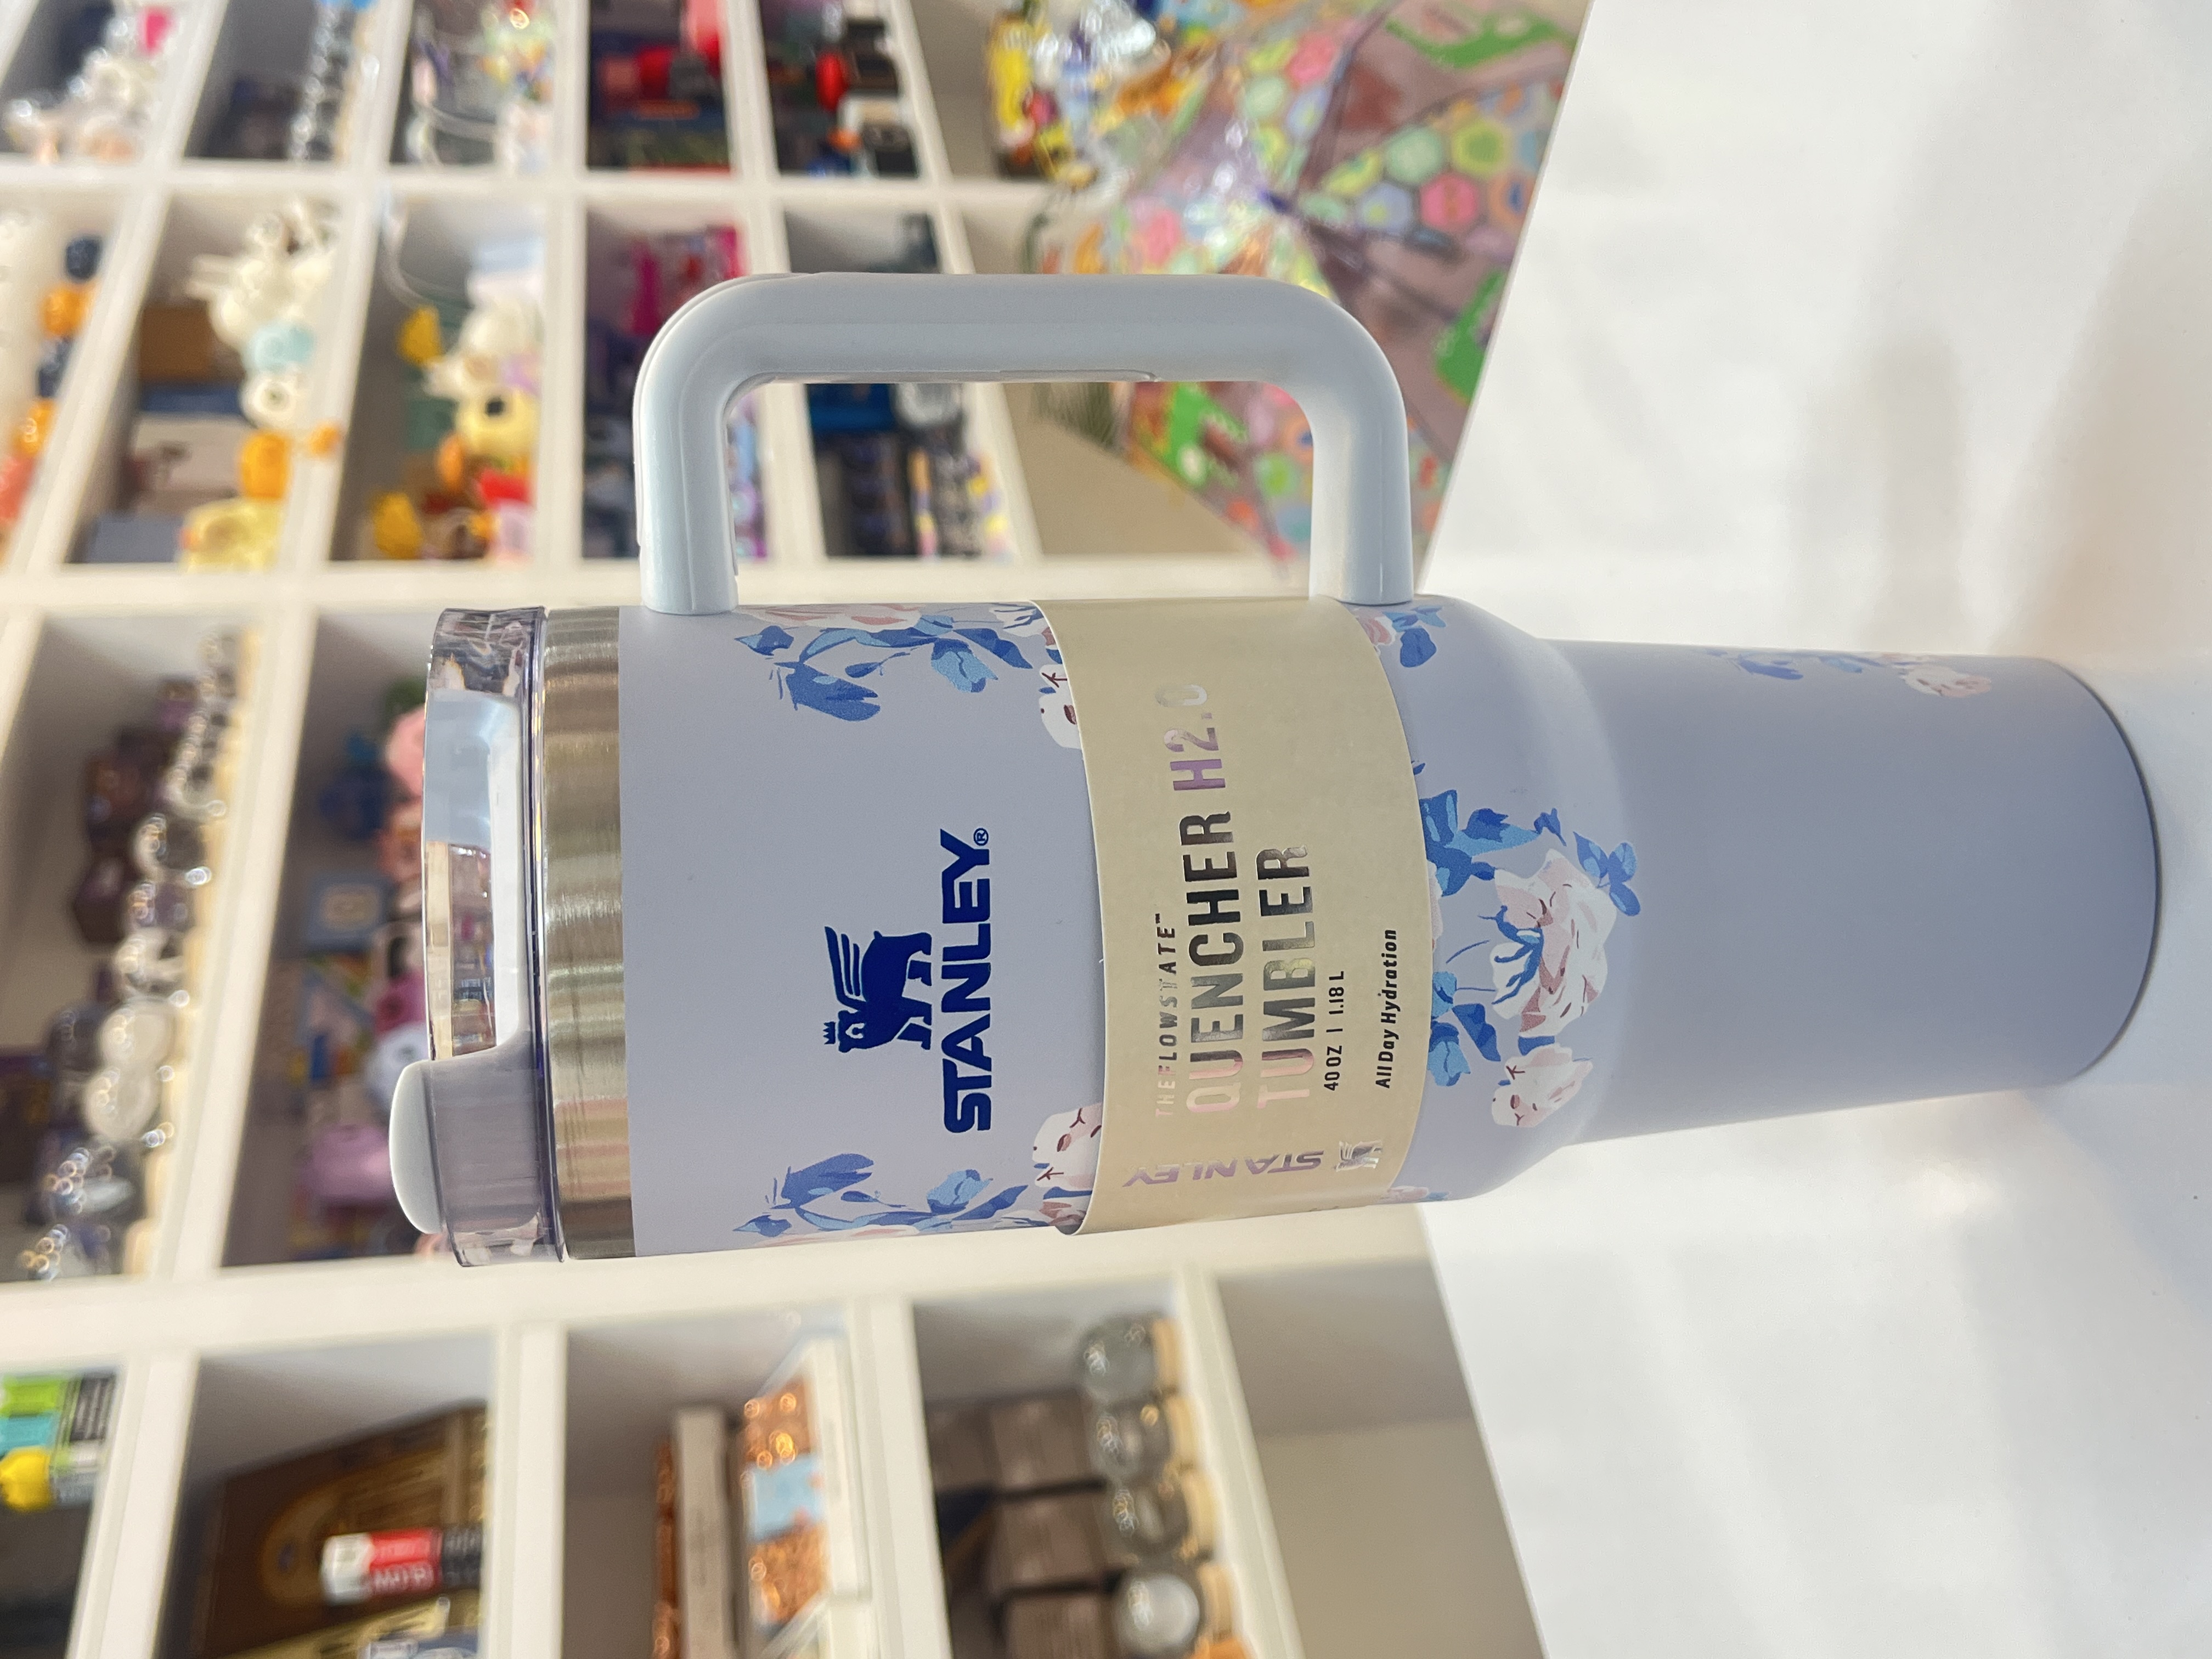 STANLEY®
THE FLOWSTATE™
QUENCHER H2.0
TUMBLER
40 OZ | 1.18 L
All Day Hydration
STANLEY